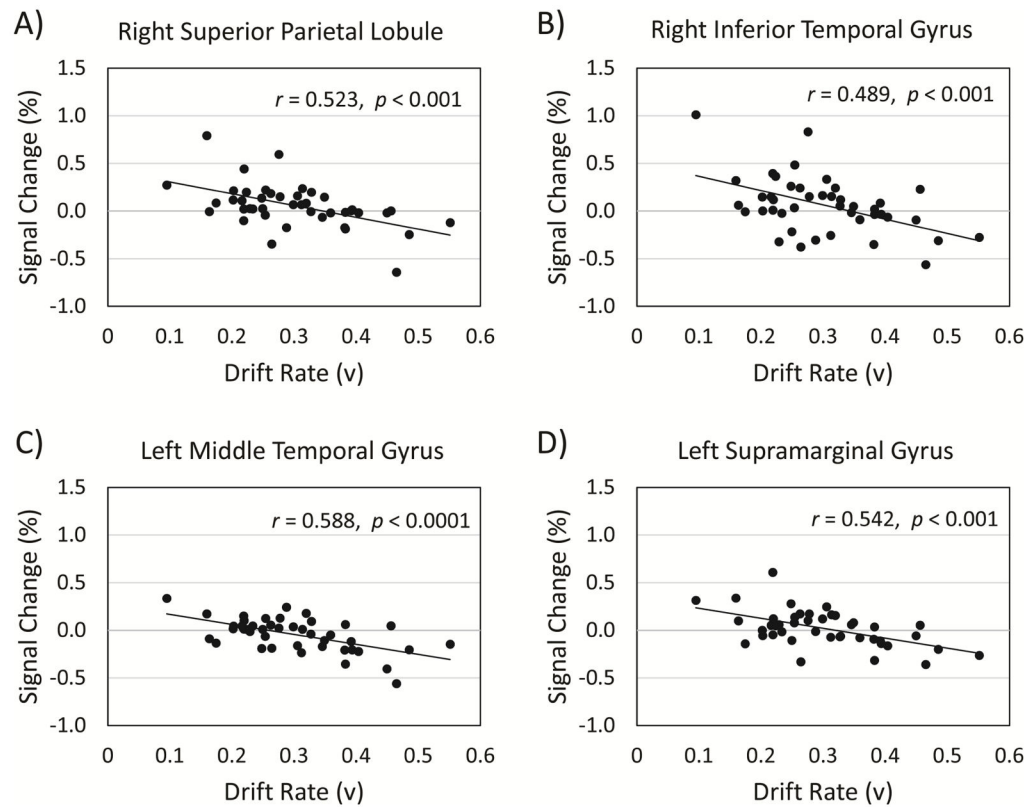 A)
Right Superior Parietal Lobule
r = 0.523, p < 0.001
Signal Change (%)
1.5
1.0
0.5
0.0
-0.5
-1.0
0 0.1 0.2 0.3 0.4 0.5 0.6
Drift Rate (v)
B)
Right Inferior Temporal Gyrus
r = 0.489, p < 0.001
Signal Change (%)
1.5
1.0
0.5
0.0
-0.5
-1.0
0 0.1 0.2 0.3 0.4 0.5 0.6
Drift Rate (v)
C)
Left Middle Temporal Gyrus
r = 0.588, p < 0.0001
Signal Change (%)
1.5
1.0
0.5
0.0
-0.5
-1.0
0 0.1 0.2 0.3 0.4 0.5 0.6
Drift Rate (v)
D)
Left Supramarginal Gyrus
r = 0.542, p < 0.001
Signal Change (%)
1.5
1.0
0.5
0.0
-0.5
-1.0
0 0.1 0.2 0.3 0.4 0.5 0.6
Drift Rate (v)